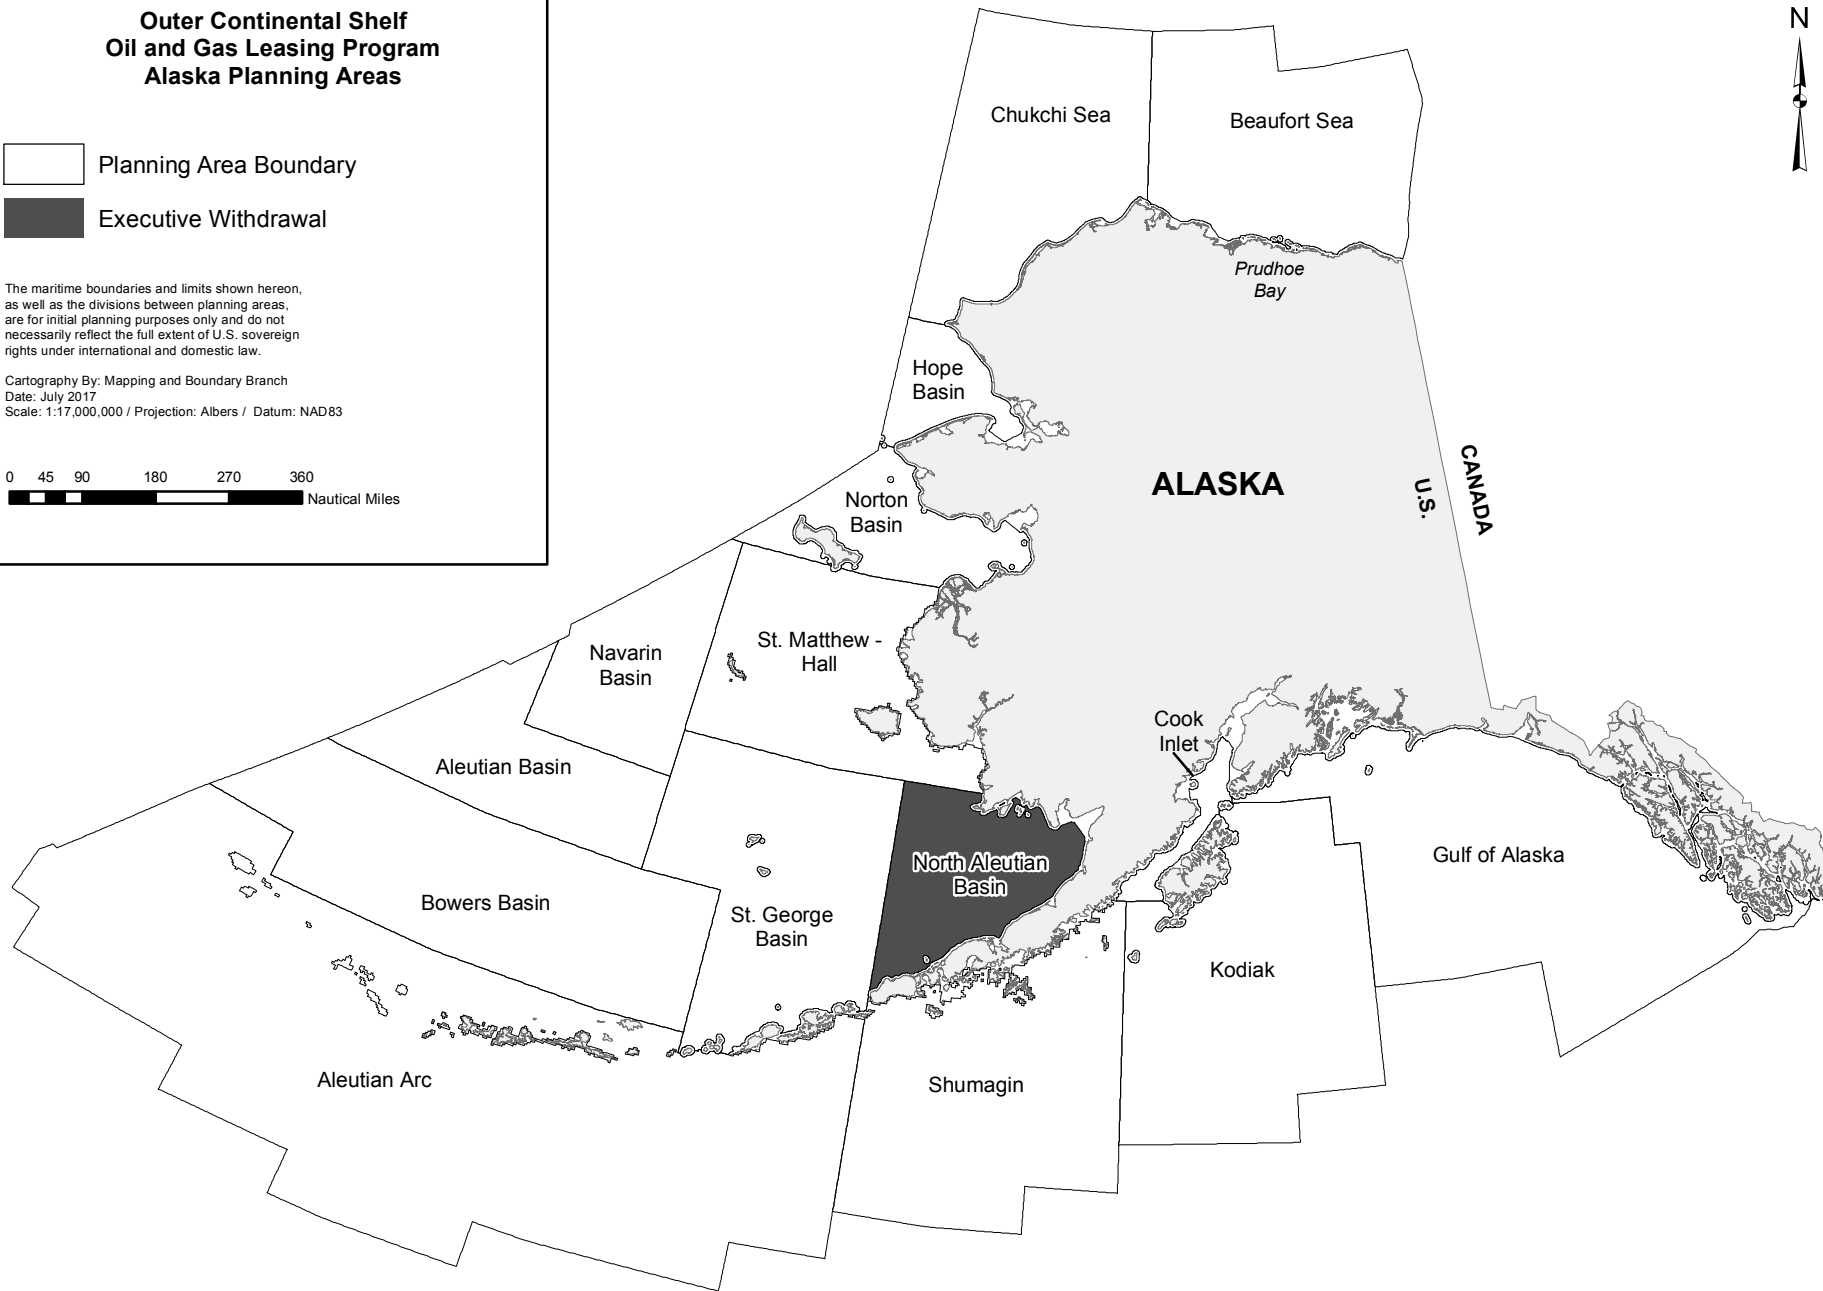 Outer Continental Shelf
Oil and Gas Leasing Program
Alaska Planning Areas
Planning Area Boundary
Executive Withdrawal
The maritime boundaries and limits shown hereon,
as well as the divisions between planning areas,
are for initial planning purposes only and do not
necessarily reflect the full extent of U.S. sovereign
rights under international and domestic law.
Cartography By: Mapping and Boundary Branch
Date: July 2017
Scale: 1:17,000,000 / Projection: Albers / Datum: NAD83
0 45 90 180 270 360
Nautical Miles
N
Chukchi Sea
Beaufort Sea
Prudhoe
Bay
Hope
Basin
ALASKA
CANADA
U.S.
Norton
Basin
St. Matthew -
Hall
Navarin
Basin
Cook
Inlet
Aleutian Basin
North Aleutian
Basin
Gulf of Alaska
Bowers Basin
St. George
Basin
Kodiak
Aleutian Arc
Shumagin